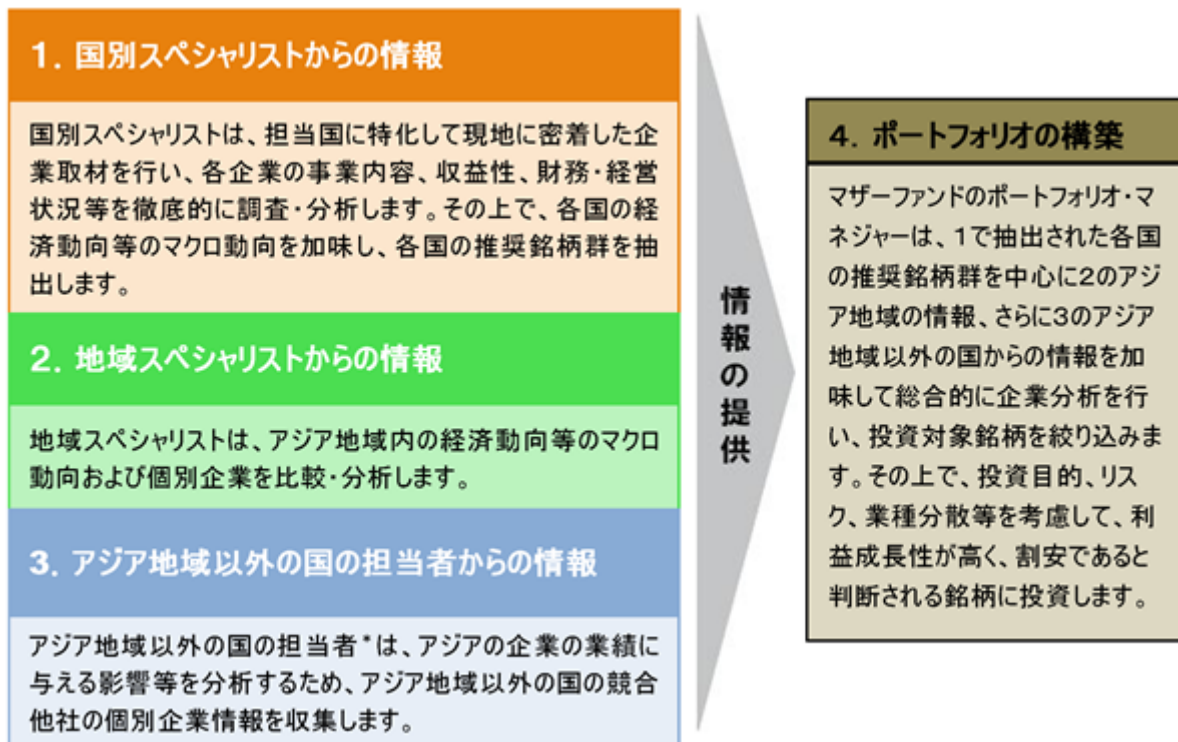 1. 国別スペシャリストからの情報
国別スペシャリストは、担当国に特化して現地に密着した企
業取材を行い、各企業の事業内容、収益性、財務・経営
状況等を徹底的に調査・分析します。その上で、各国の経
済動向等のマクロ動向を加味し、各国の推奨銘柄群を抽
出します。
2. 地域スペシャリストからの情報
地域スペシャリストは、アジア地域内の経済動向等のマクロ
動向および個別企業を比較・分析します。
3. アジア地域以外の国の担当者からの情報
アジア地域以外の国の担当者*は、アジアの企業の業績に
与える影響等を分析するため、アジア地域以外の国の競合
他社の個別企業情報を収集します。
情報の提供
4. ポートフォリオの構築
マザーファンドのポートフォリオ・マ
ネジャーは、1で抽出された各国
の推奨銘柄群を中心に2のアジ
ア地域の情報、さらに3のアジア
地域以外の国からの情報を加
味して総合的に企業分析を行
い、投資対象銘柄を絞り込みま
す。その上で、投資目的、リス
ク、業種分散等を考慮して、利
益成長性が高く、割安であると
判断される銘柄に投資します。